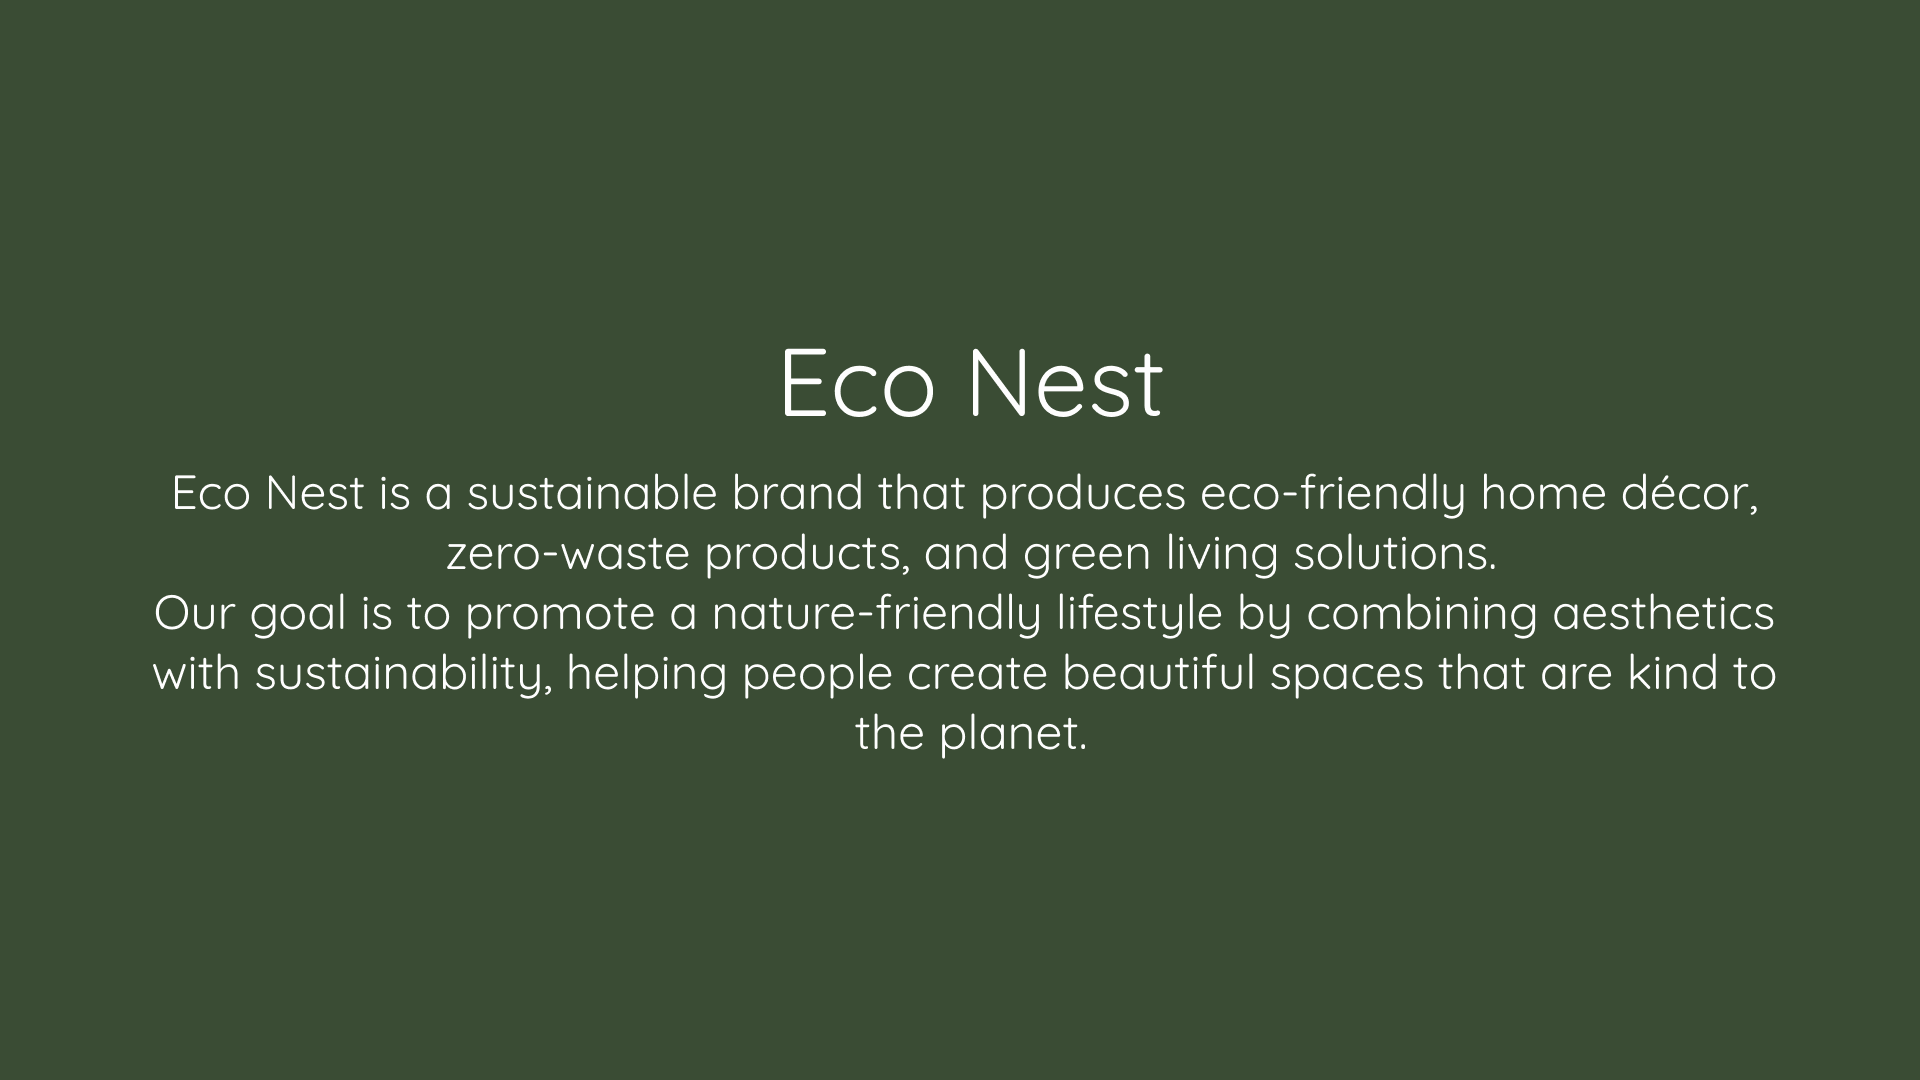 Eco Nest
Eco Nest is a sustainable brand that produces eco-friendly home décor,
zero-waste products, and green living solutions.
Our goal is to promote a nature-friendly lifestyle by combining aesthetics
with sustainability, helping people create beautiful spaces that are kind to
the planet.